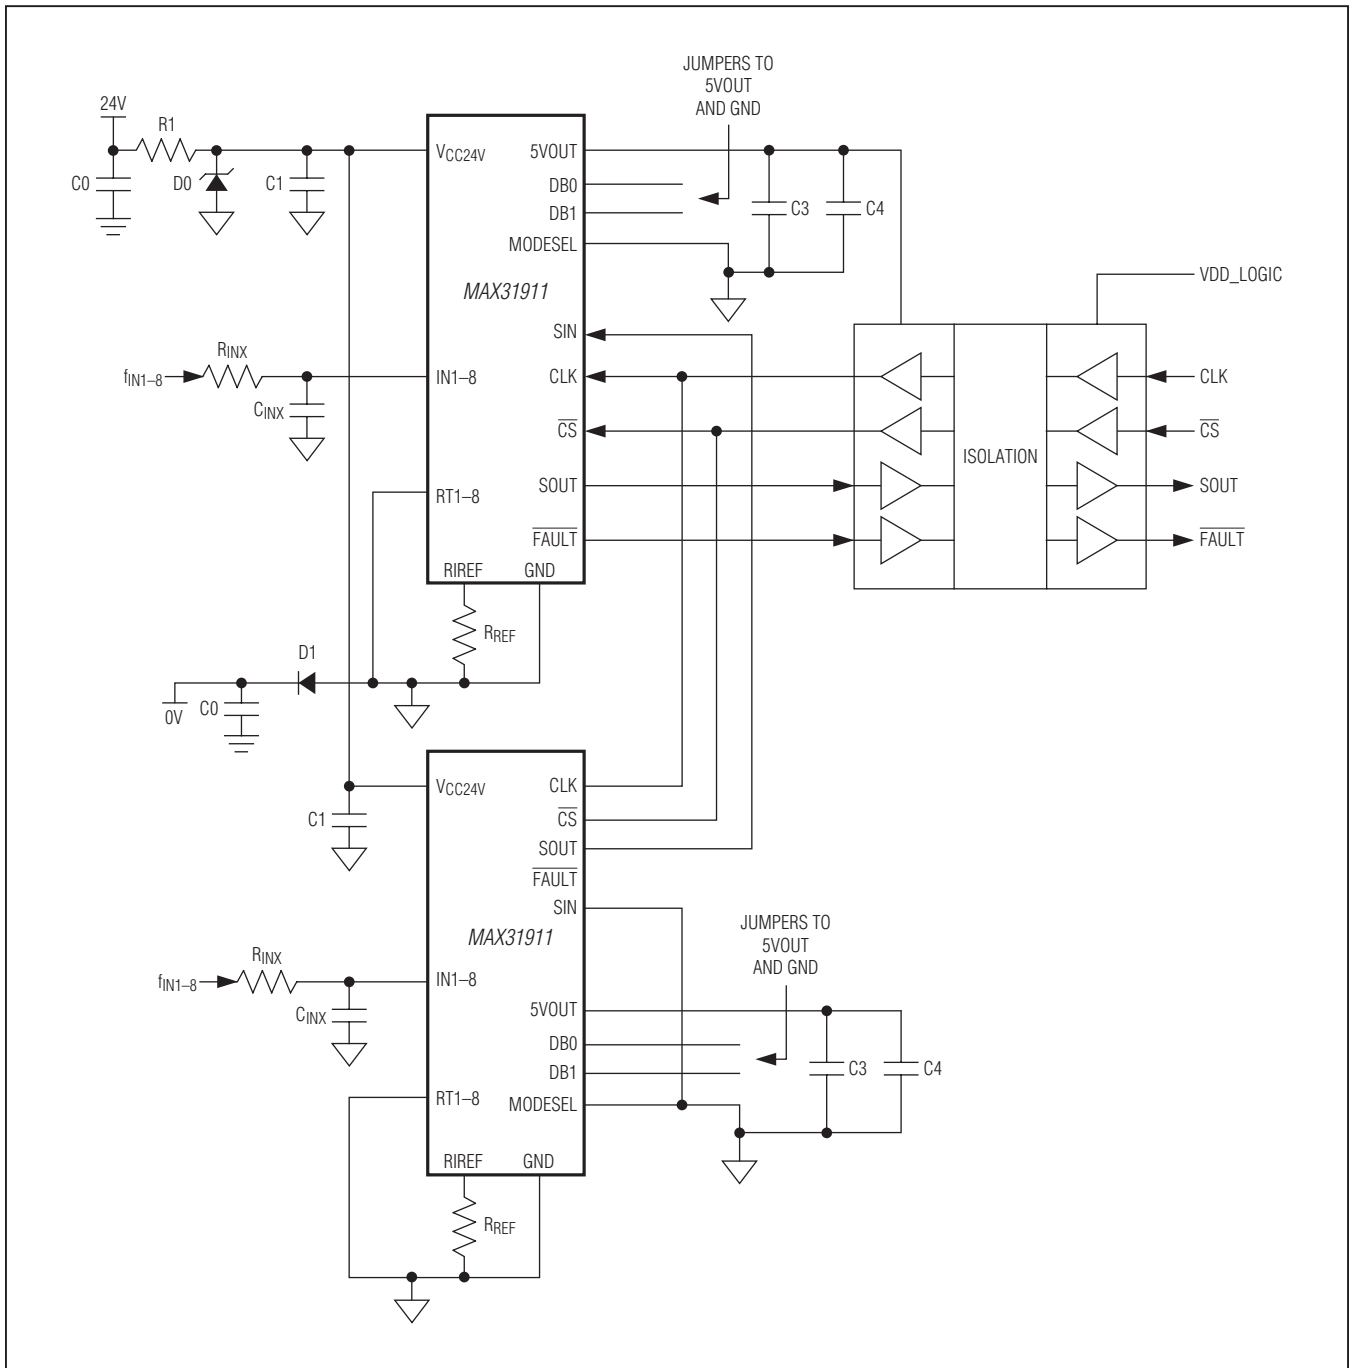 JUMPERS TO
5VOUT
AND GND
24V
R1
C0
D0
C1
VCC24V
5VOUT
DB0
DB1
MODESEL
C3
C4
MAX31911
VDD_LOGIC
SIN
RINX
fIN1–8
IN1–8
CLK
CLK
CINX
CS
CS
ISOLATION
RT1–8
SOUT
SOUT
FAULT
FAULT
RIREF
GND
RREF
D1
0V
C0
VCC24V
CLK
C1
CS
SOUT
FAULT
SIN
MAX31911
JUMPERS TO
5VOUT
AND GND
RINX
fIN1–8
IN1–8
CINX
5VOUT
DB0
DB1
C3
C4
RT1–8
MODESEL
RIREF
GND
RREF